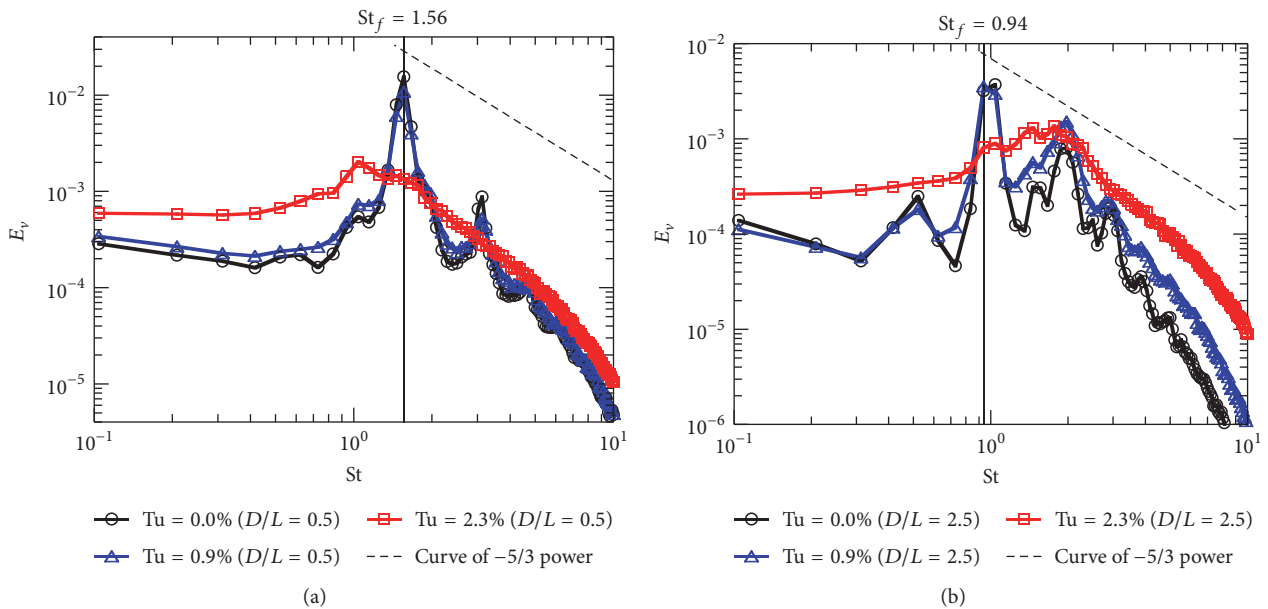 St_f = 1.56
10^−2
10^−3
10^−4
10^−5
E_ν
10^−1
10^0
10^1
St
Tu = 0.0% (D/L = 0.5)
Tu = 2.3% (D/L = 0.5)
Tu = 0.9% (D/L = 0.5)
Curve of −5/3 power
(a)
St_f = 0.94
10^−2
10^−3
10^−4
10^−5
10^−6
E_ν
10^−1
10^0
10^1
St
Tu = 0.0% (D/L = 2.5)
Tu = 2.3% (D/L = 2.5)
Tu = 0.9% (D/L = 2.5)
Curve of −5/3 power
(b)